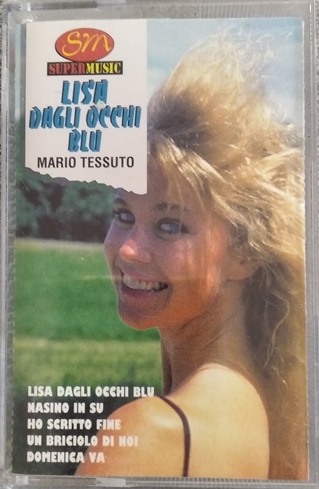 SM
SUPERMUSIC
LISA
DAGLI OCCHI
BLU
MARIO TESSUTO
LISA DAGLI OCCHI BLU
NASINO IN SU
HO SCRITTO FINE
UN BRICIOLO DI NOI
DOMENICA VA